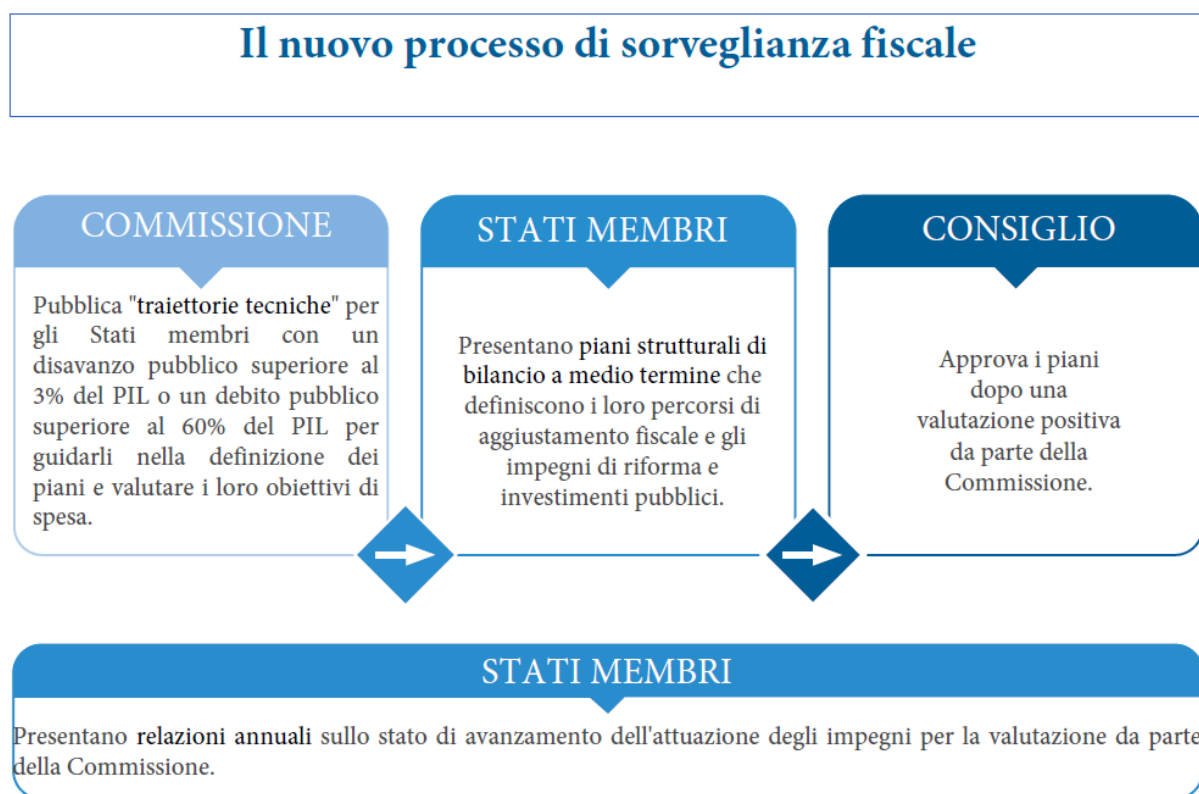 Il nuovo processo di sorveglianza fiscale
COMMISSIONE
Pubblica "traiettorie tecniche" per
gli Stati membri con un
disavanzo pubblico superiore al
3% del PIL o un debito pubblico
superiore al 60% del PIL per
guidarli nella definizione dei
piani e valutare i loro obiettivi di
spesa.
STATI MEMBRI
Presentano piani strutturali di
bilancio a medio termine che
definiscono i loro percorsi di
aggiustamento fiscale e gli
impegni di riforma e
investimenti pubblici.
CONSIGLIO
Approva i piani
dopo una
valutazione positiva
da parte della
Commissione.
STATI MEMBRI
Presentano relazioni annuali sullo stato di avanzamento dell'attuazione degli impegni per la valutazione da parte
della Commissione.